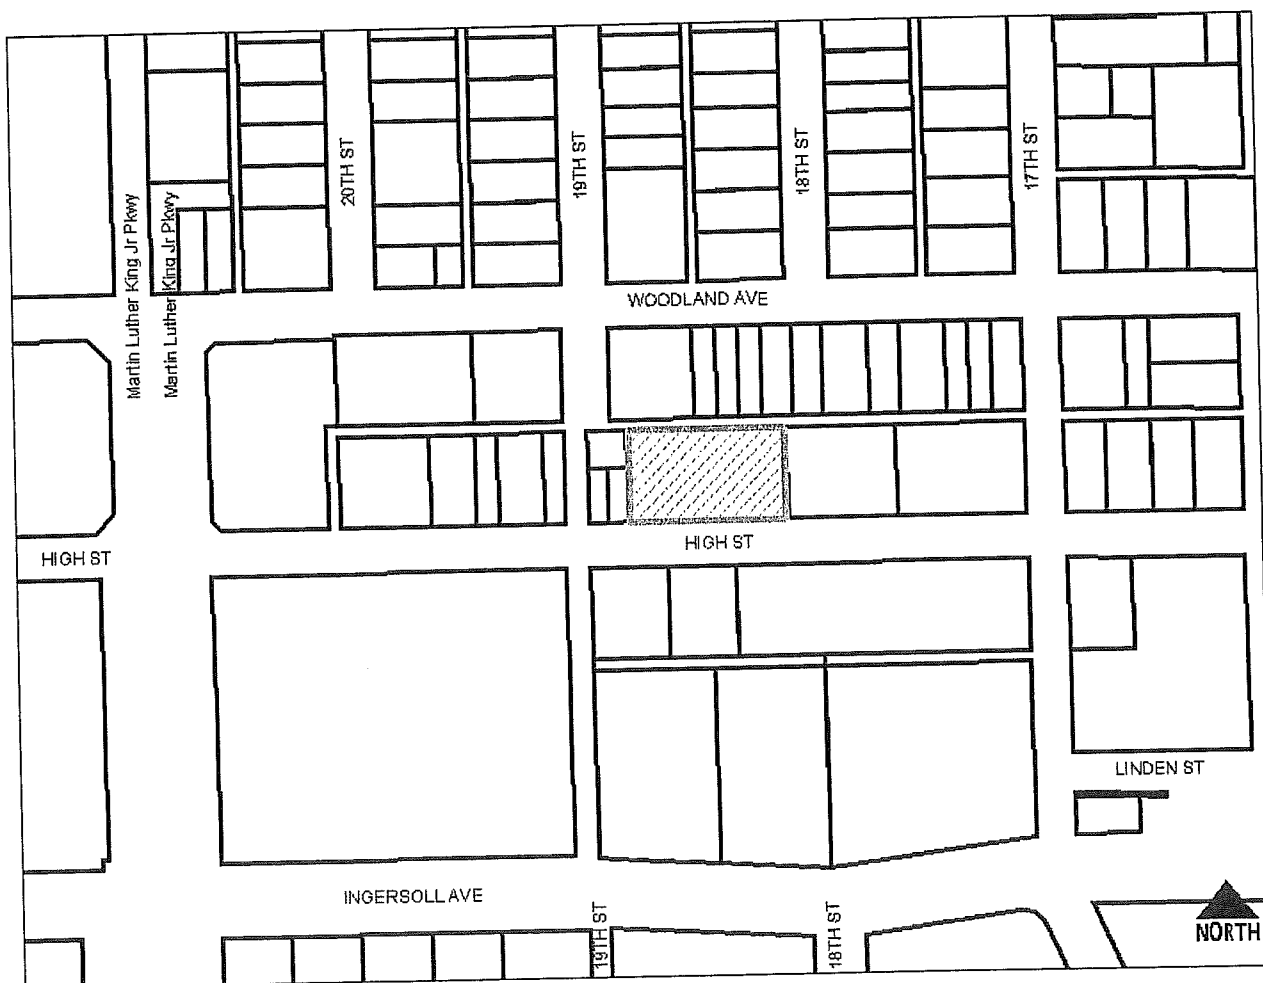 20TH ST
19TH ST
18TH ST
17TH ST
Martin Luther King Jr Pkwy
Martin Luther King Jr Pkwy
WOODLAND AVE
HIGH ST
HIGH ST
LINDEN ST
INGERSOLL AVE
19TH ST
18TH ST
NORTH